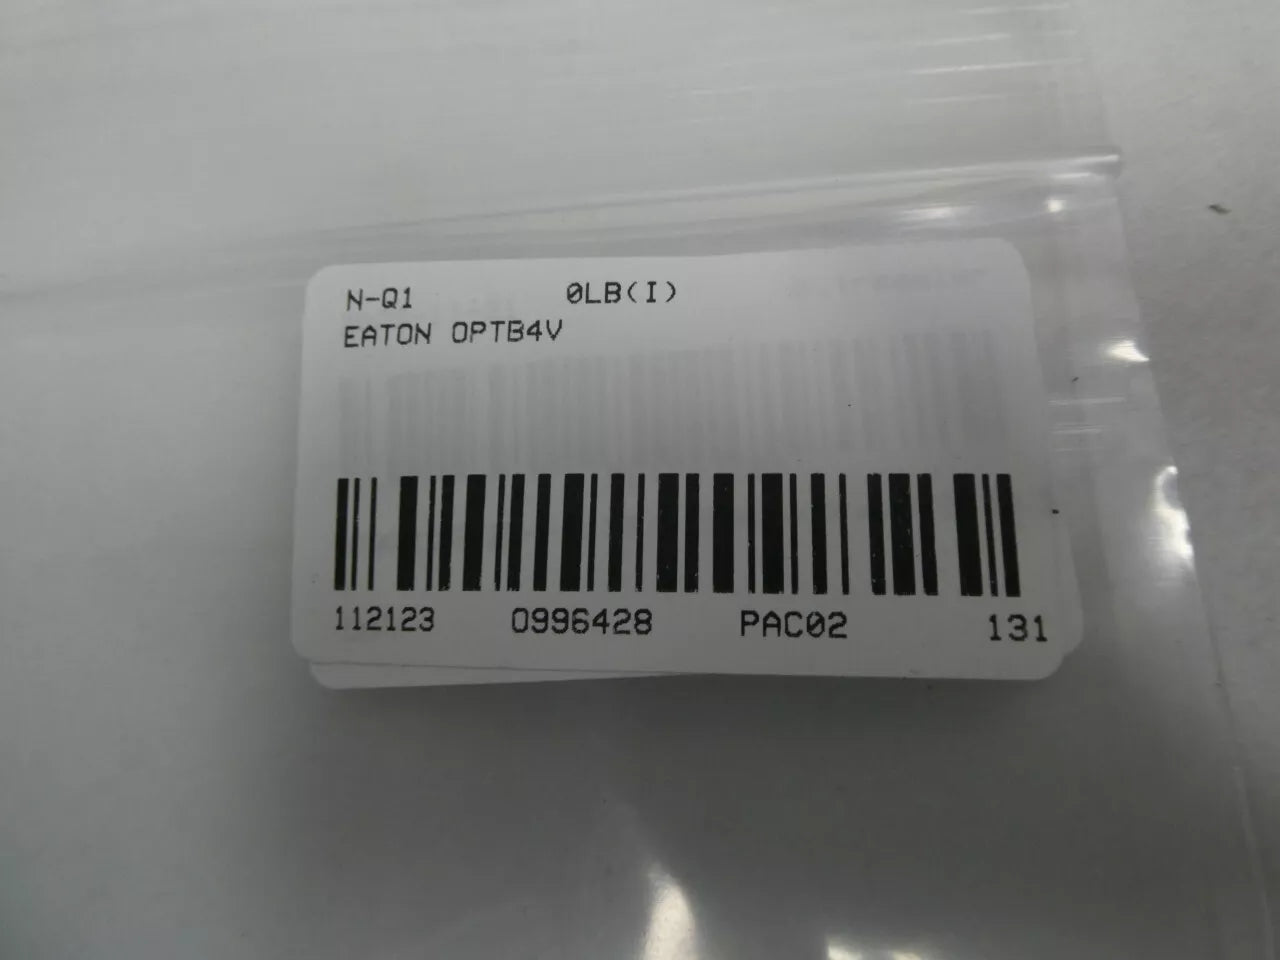 N-Q1 0LB(I)
EATON OPTB4V
112123 0996428 PAC02 131